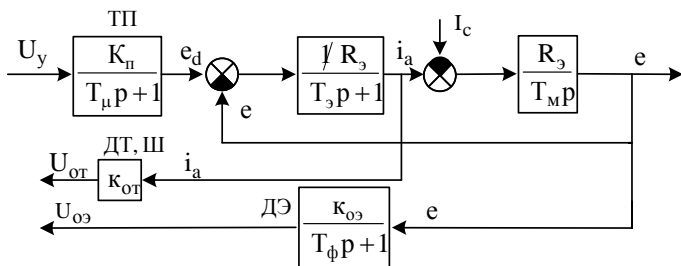 ТП
U_y
К_п
T_μ p + 1
e_d
e
1/R_э
T_э p + 1
i_a
I_c
R_э
T_м p
e
ДТ, Ш
U_от
к_от
i_a
U_оэ
ДЭ
к_оэ
T_ф p + 1
e